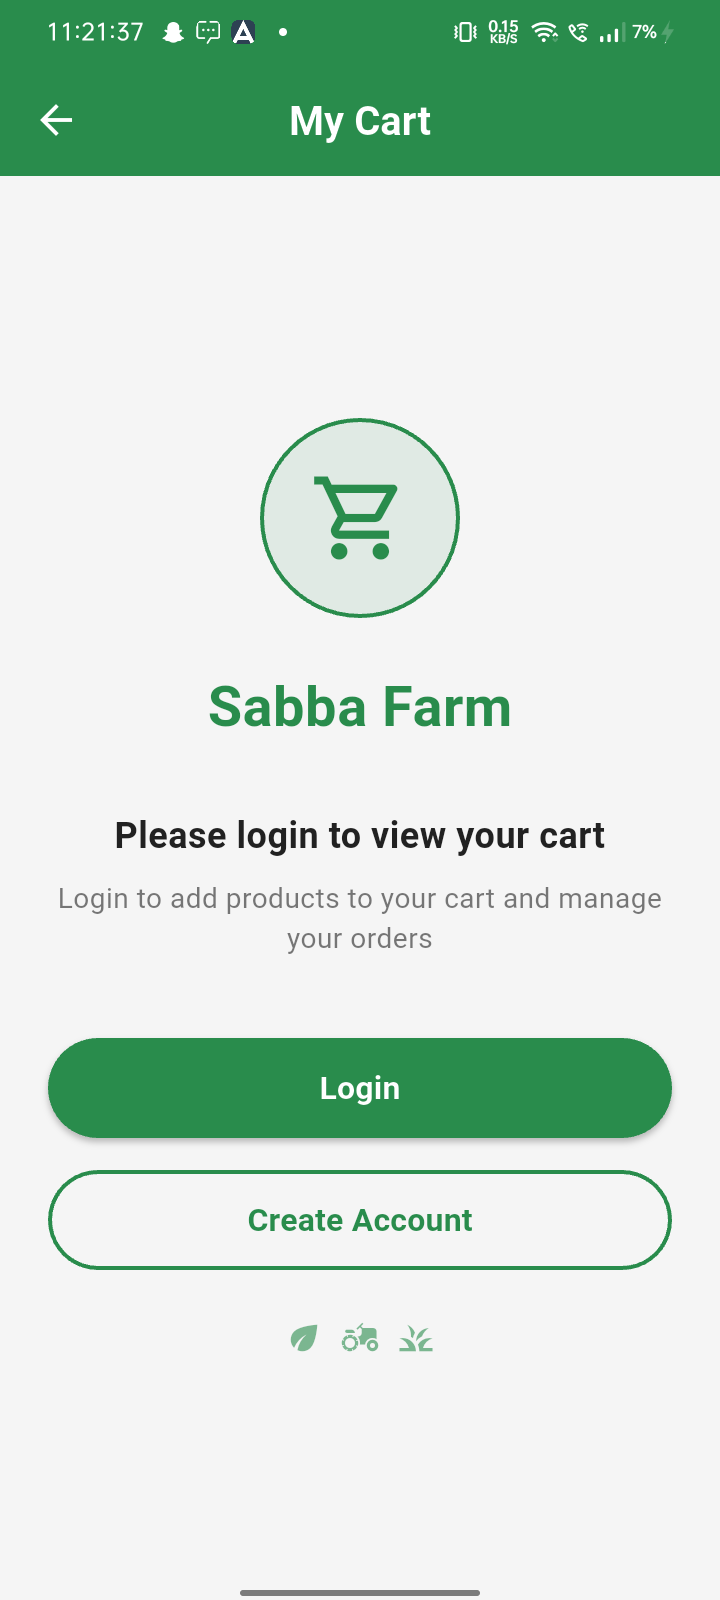 11:21:37
0.15
KB/S
7%
My Cart
Sabba Farm
Please login to view your cart
Login to add products to your cart and manage
your orders
Login
Create Account